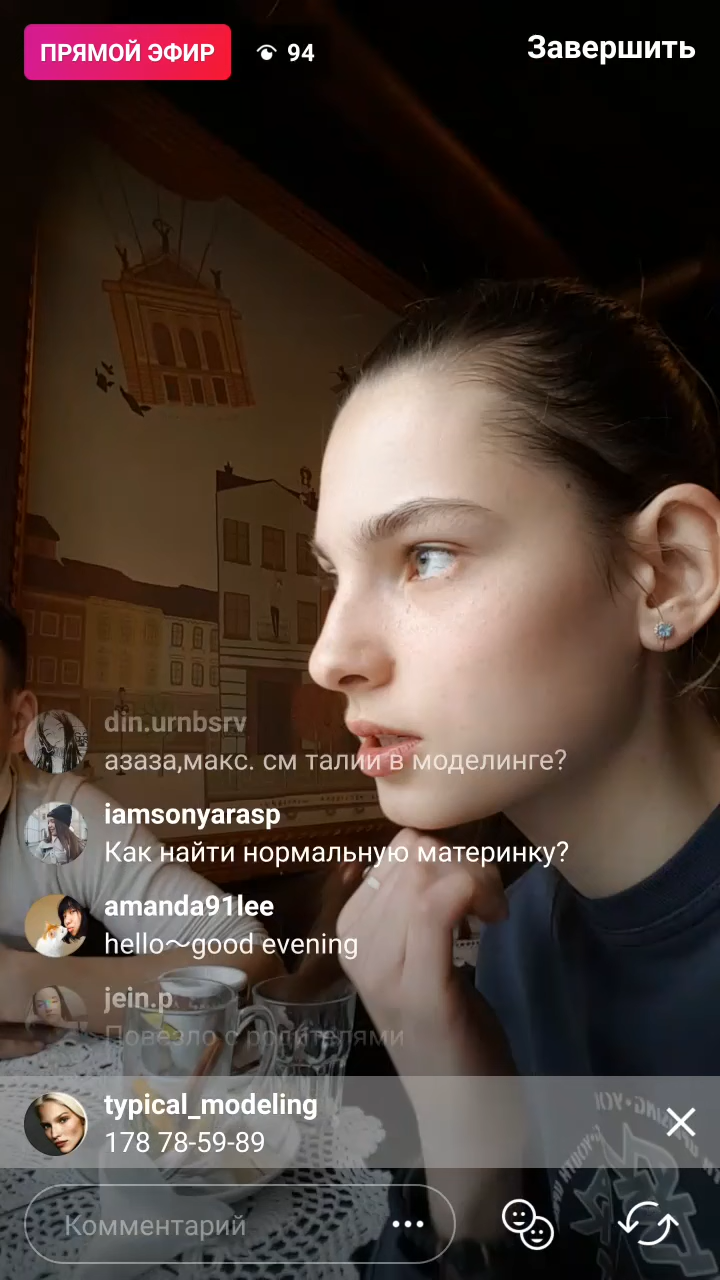 ПРЯМОЙ ЭФИР
94
Завершить
din.urnbsrv
азаза,макс. см талии в моделинге?
iamsonyarasp
Как найти нормальную материнку?
amanda91lee
hello〜good evening
jein.p
Повезло с родителями
typical_modeling
178 78-59-89
Комментарий